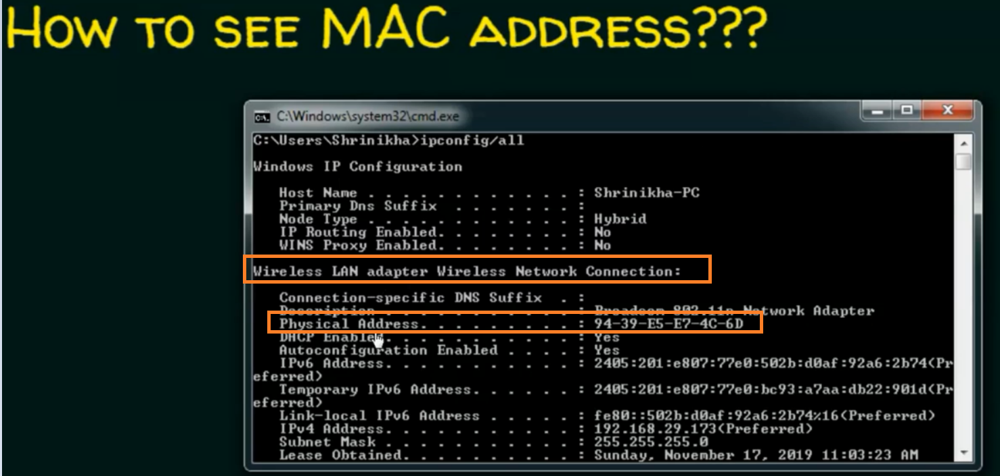 How to see MAC address???
C:\Windows\system32\cmd.exe
C:\Users\Shrinikha>ipconfig/all
Windows IP Configuration
Host Name . . . . . . . . . . . . : Shrinikha-PC
Primary Dns Suffix . . . . . . . :
Node Type . . . . . . . . . . . . : Hybrid
IP Routing Enabled. . . . . . . . : No
WINS Proxy Enabled. . . . . . . . : No
Wireless LAN adapter Wireless Network Connection:
Connection-specific DNS Suffix . :
Description . . . . . . . . . . . : Broadcom 802.11n Network Adapter
Physical Address. . . . . . . . . : 94-39-E5-E7-4C-6D
DHCP Enabled. . . . . . . . . . . : Yes
Autoconfiguration Enabled . . . . : Yes
IPv6 Address. . . . . . . . . . . : 2405:201:e807:77e0:502b:d0af:92a6:2b74(Pr
eferred)
Temporary IPv6 Address. . . . . . : 2405:201:e807:77e0:bc93:a7aa:db22:901d(Pr
eferred)
Link-local IPv6 Address . . . . . : fe80::502b:d0af:92a6:2b74%16(Preferred)
IPv4 Address. . . . . . . . . . . : 192.168.29.173(Preferred)
Subnet Mask . . . . . . . . . . . : 255.255.255.0
Lease Obtained. . . . . . . . . . : Sunday, November 17, 2019 11:03:23 AM